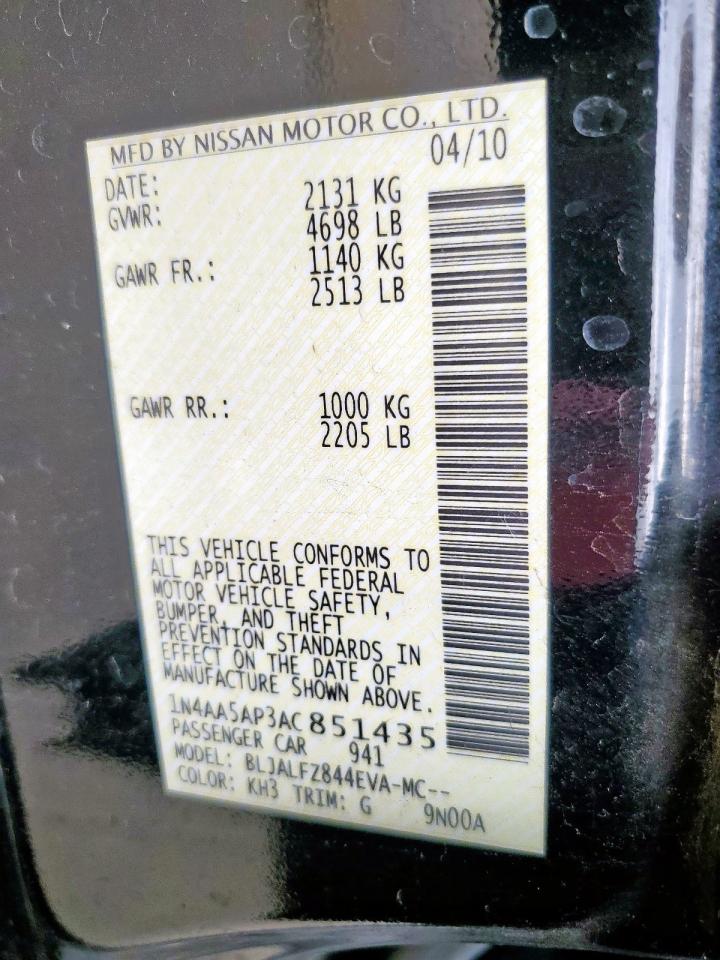 MFD BY NISSAN MOTOR CO., LTD.
DATE: 04/10
GVWR: 2131 KG
4698 LB
GAWR FR.: 1140 KG
2513 LB
GAWR RR.: 1000 KG
2205 LB
THIS VEHICLE CONFORMS TO
ALL APPLICABLE FEDERAL
MOTOR VEHICLE SAFETY,
BUMPER, AND THEFT
PREVENTION STANDARDS IN
EFFECT ON THE DATE OF
MANUFACTURE SHOWN ABOVE.
1N4AA5AP3AC851435
PASSENGER CAR 941
MODEL: BLJALFZ844EVA-MC--
COLOR: KH3 TRIM: G 9N00A